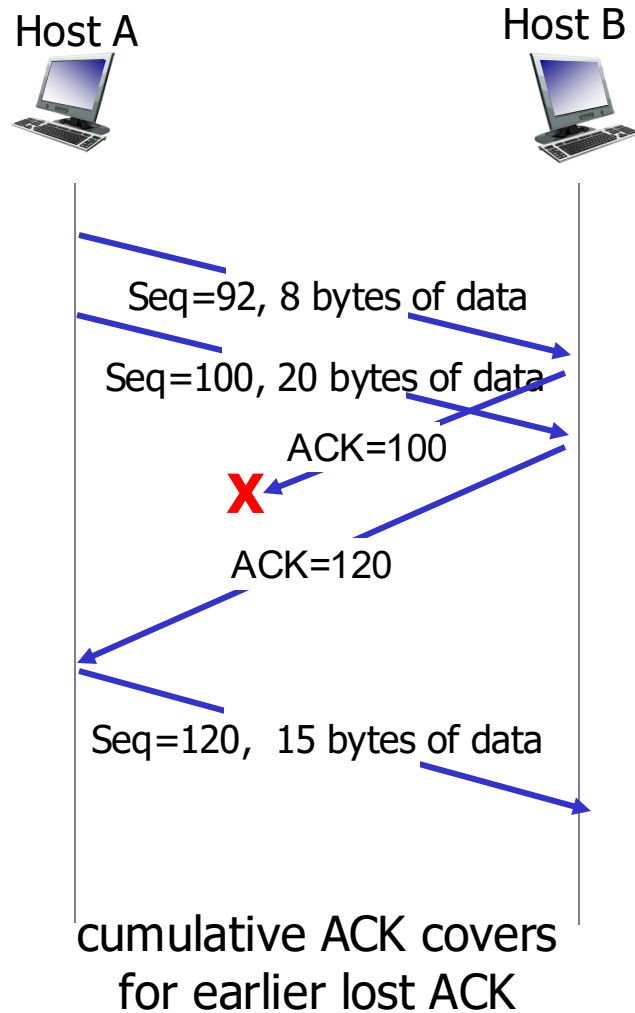 Host A
Host B
Seq=92, 8 bytes of data
Seq=100, 20 bytes of data
ACK=100
X
ACK=120
Seq=120, 15 bytes of data
cumulative ACK covers
for earlier lost ACK